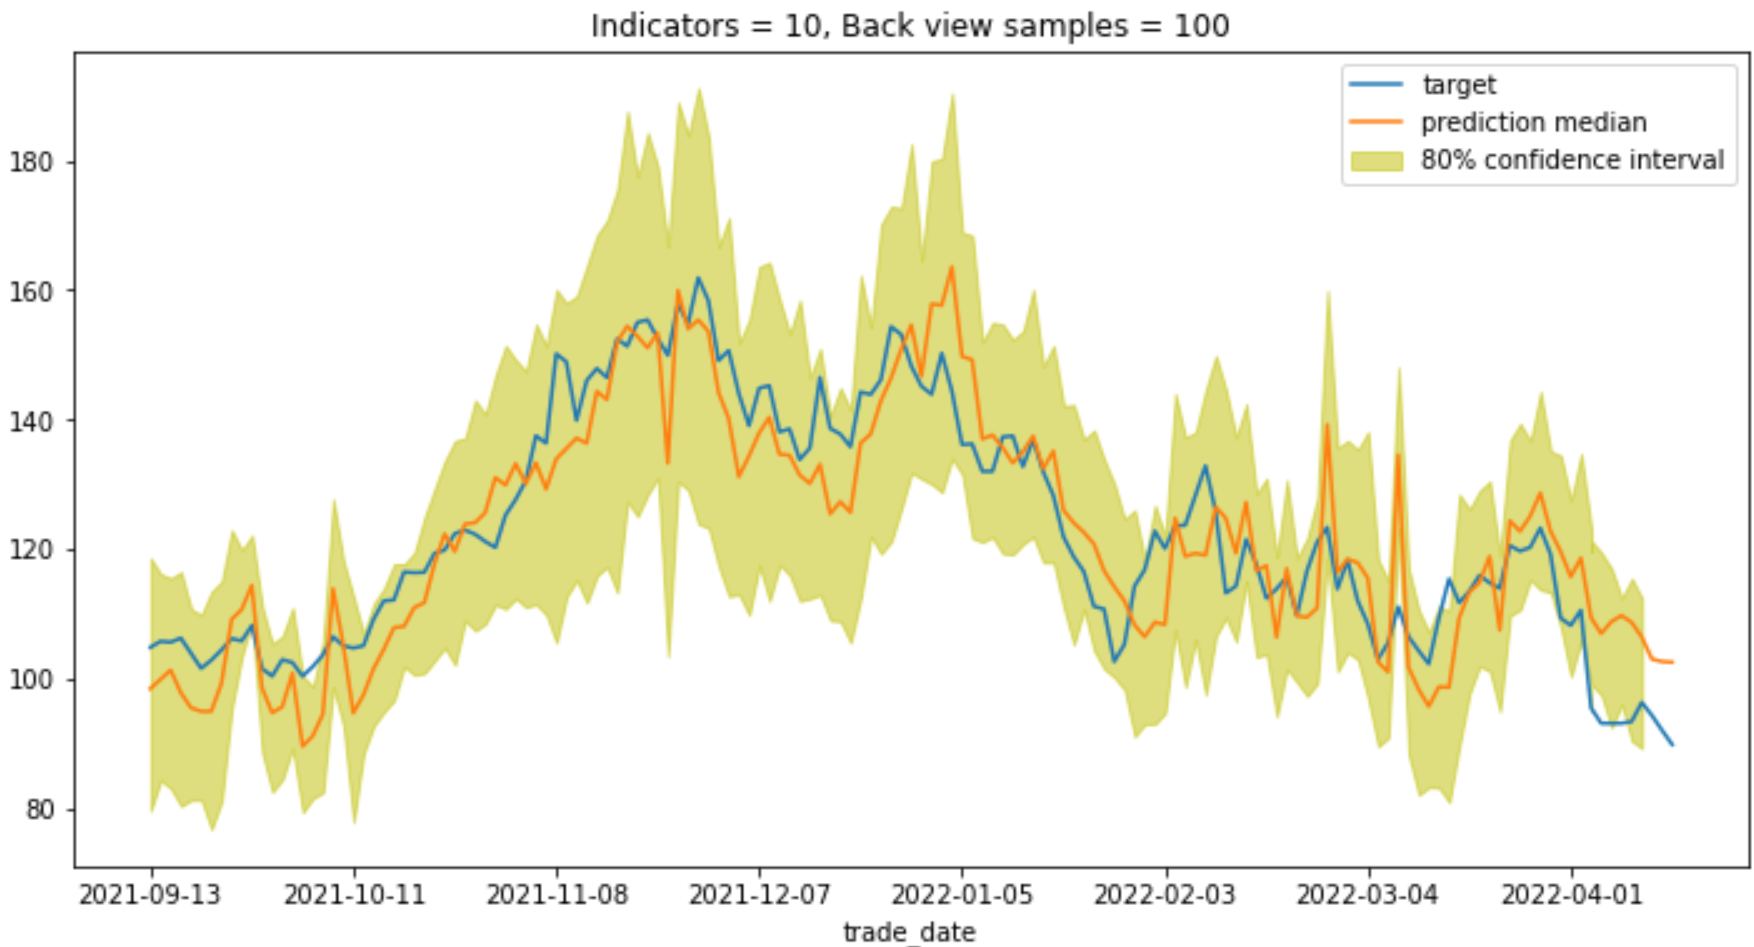 Indicators = 10, Back view samples = 100
target
prediction median
80% confidence interval
180
160
140
120
100
80
2021-09-13 2021-10-11 2021-11-08 2021-12-07 2022-01-05 2022-02-03 2022-03-04 2022-04-01
trade_date